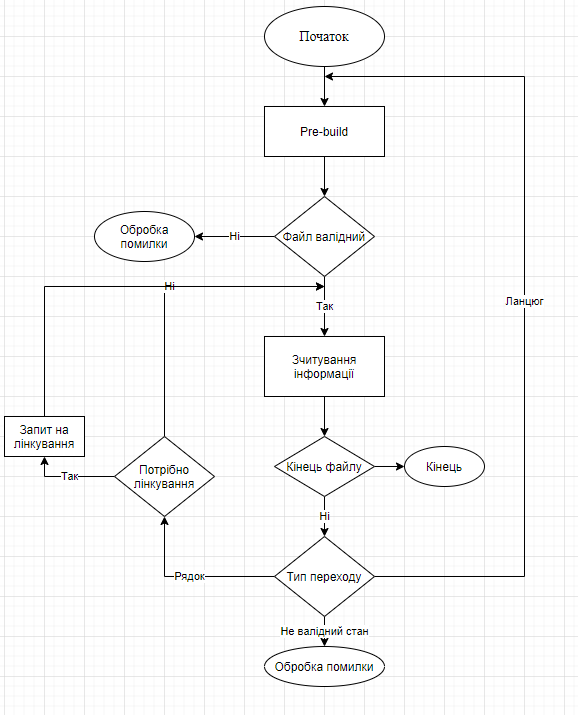 Початок
Pre-build
Файл валідний
Ні
Обробка
помилки
Ні
Так
Ланцюг
Зчитування
інформації
Запит на
лінкування
Так
Потрібно
лінкування
Кінець файлу
Кінець
Ні
Рядок
Тип переходу
Не валідний стан
Обробка помилки